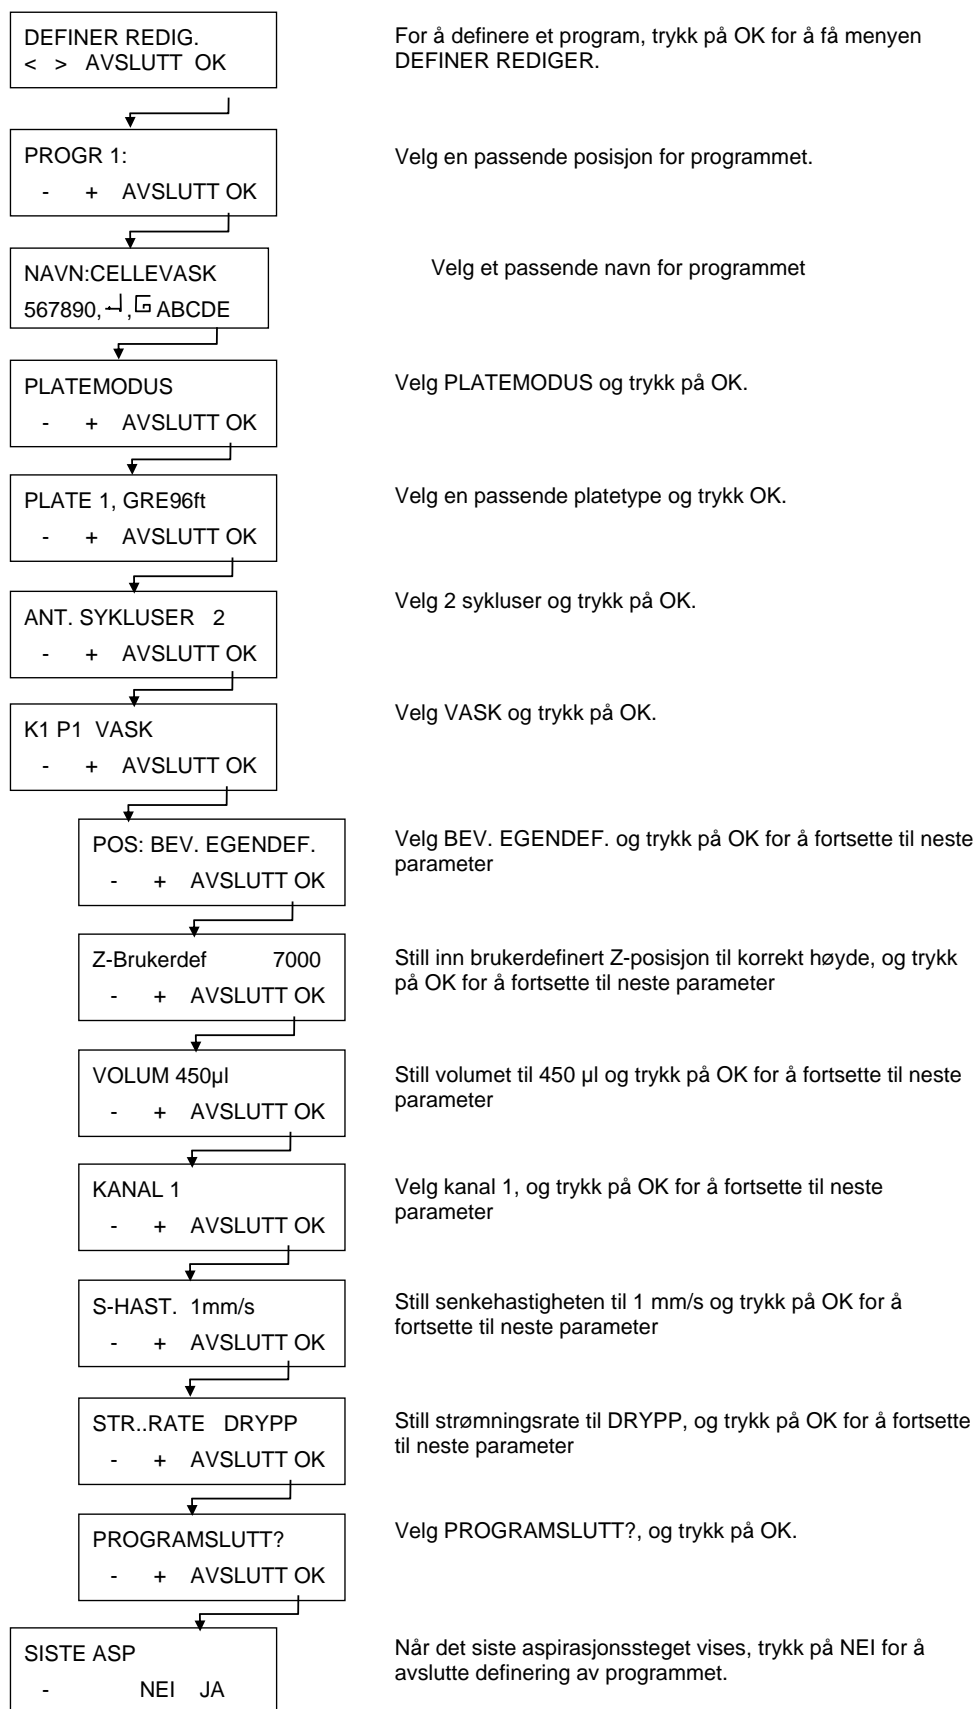 DEFINER REDIG.
< > AVSLUTT OK
For å definere et program, trykk på OK for å få menyen
DEFINER REDIGER.
PROGR 1:
- + AVSLUTT OK
Velg en passende posisjon for programmet.
NAVN:CELLEVASK
567890, , ABCDE
Velg et passende navn for programmet
PLATEMODUS
- + AVSLUTT OK
Velg PLATEMODUS og trykk på OK.
PLATE 1, GRE96ft
- + AVSLUTT OK
Velg en passende platetype og trykk OK.
ANT. SYKLUSER 2
- + AVSLUTT OK
Velg 2 sykluser og trykk på OK.
K1 P1 VASK
- + AVSLUTT OK
Velg VASK og trykk på OK.
POS: BEV. EGENDEF.
- + AVSLUTT OK
Velg BEV. EGENDEF. og trykk på OK for å fortsette til neste
parameter
Z-Brukerdef 7000
- + AVSLUTT OK
Still inn brukerdefinert Z-posisjon til korrekt høyde, og trykk
på OK for å fortsette til neste parameter
VOLUM 450µl
- + AVSLUTT OK
Still volumet til 450 µl og trykk på OK for å fortsette til neste
parameter
KANAL 1
- + AVSLUTT OK
Velg kanal 1, og trykk på OK for å fortsette til neste
parameter
S-HAST. 1mm/s
- + AVSLUTT OK
Still senkehastigheten til 1 mm/s og trykk på OK for å
fortsette til neste parameter
STR..RATE DRYPP
- + AVSLUTT OK
Still strømningsrate til DRYPP, og trykk på OK for å fortsette
til neste parameter
PROGRAMSLUTT?
- + AVSLUTT OK
Velg PROGRAMSLUTT?, og trykk på OK.
SISTE ASP
- NEI JA
Når det siste aspirasjonssteget vises, trykk på NEI for å
avslutte definering av programmet.